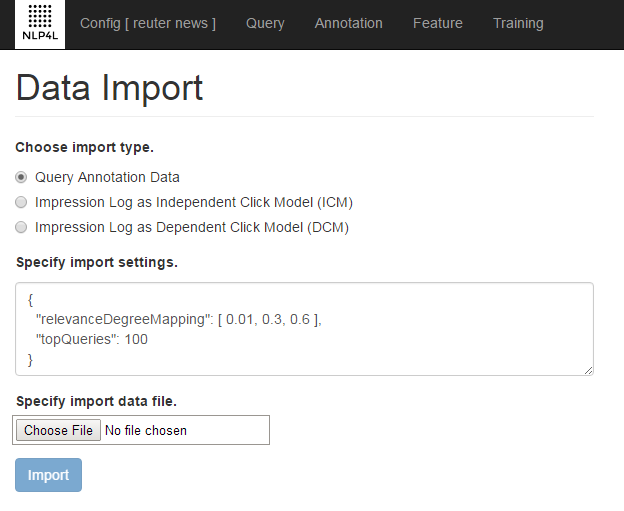 NLP4L
Config [ reuter news ] Query Annotation Feature Training
Data Import
Choose import type.
Query Annotation Data
Impression Log as Independent Click Model (ICM)
Impression Log as Dependent Click Model (DCM)
Specify import settings.
{
"relevanceDegreeMapping": [ 0.01, 0.3, 0.6 ],
"topQueries": 100
}
Specify import data file.
Choose File No file chosen
Import